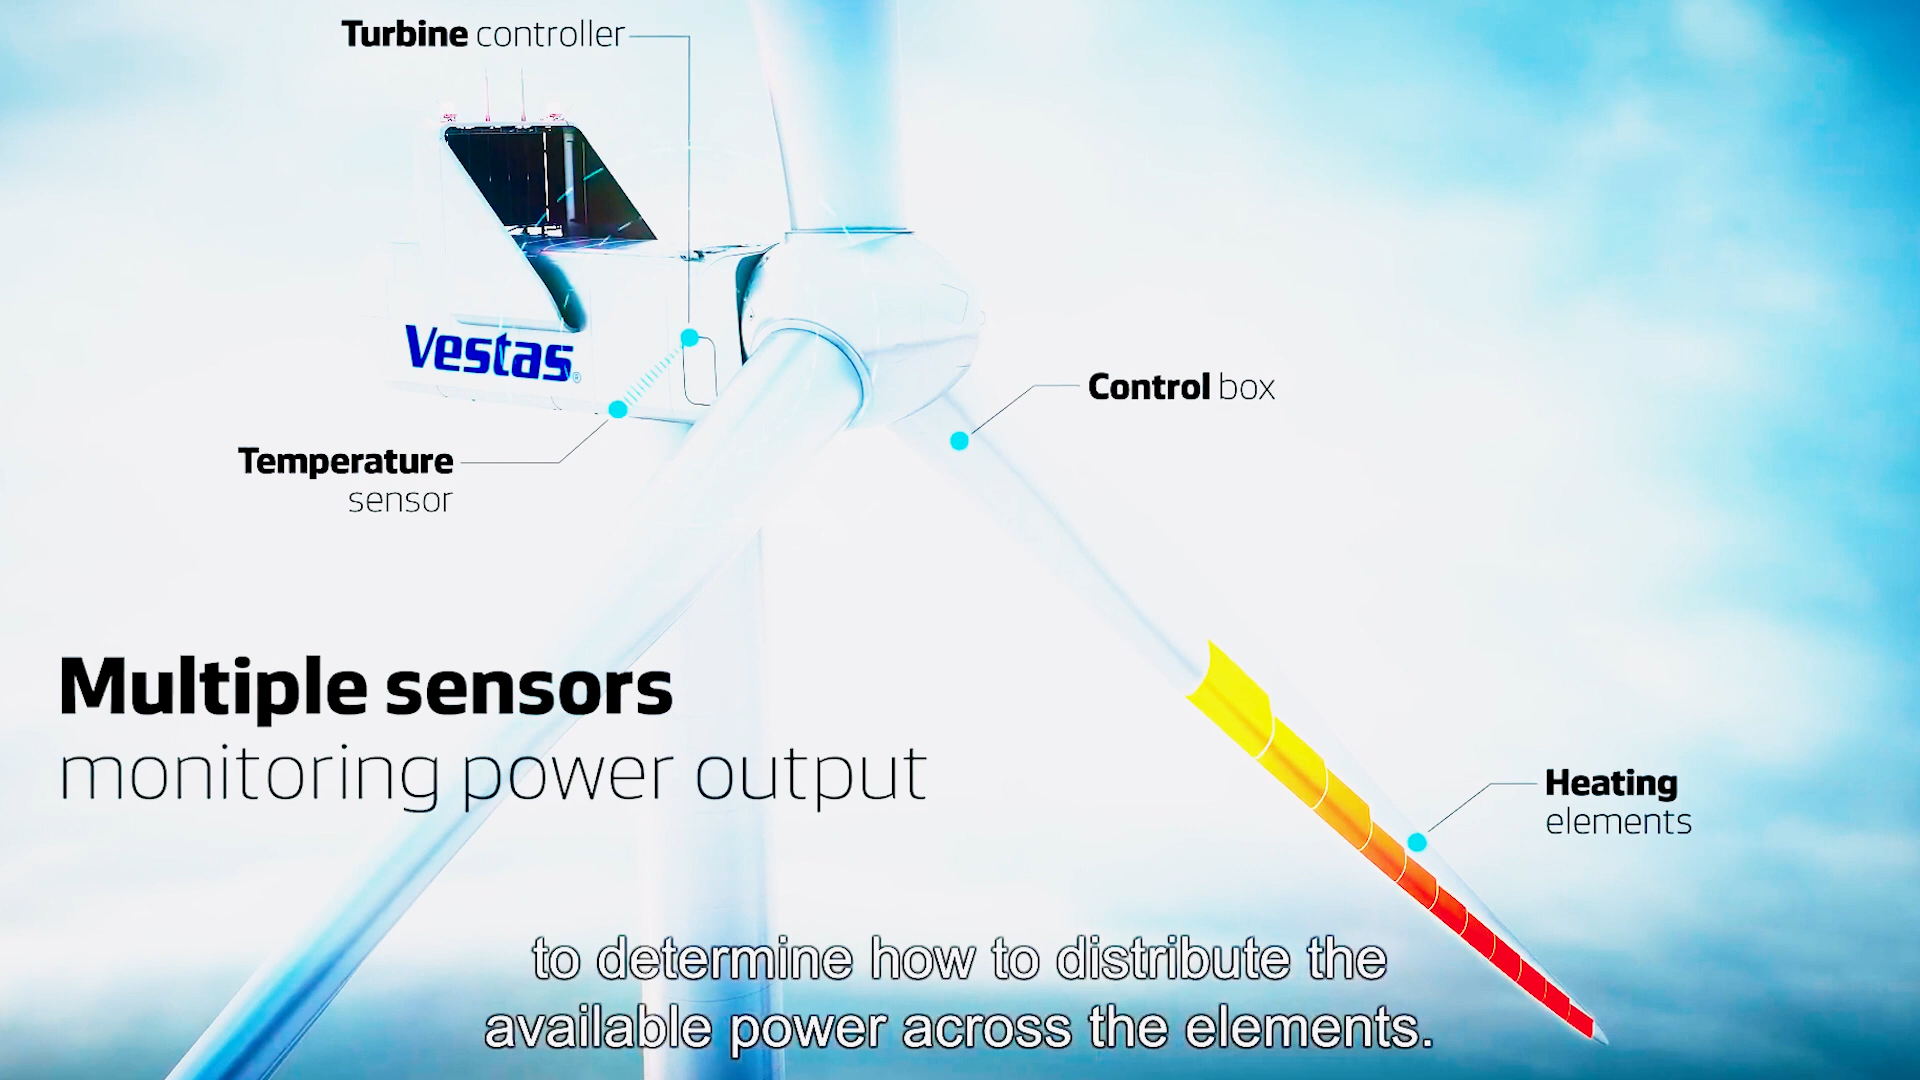 Turbine controller
Vestas®
Control box
Temperature
sensor
Multiple sensors
monitoring power output
Heating
elements
to determine how to distribute the
available power across the elements.